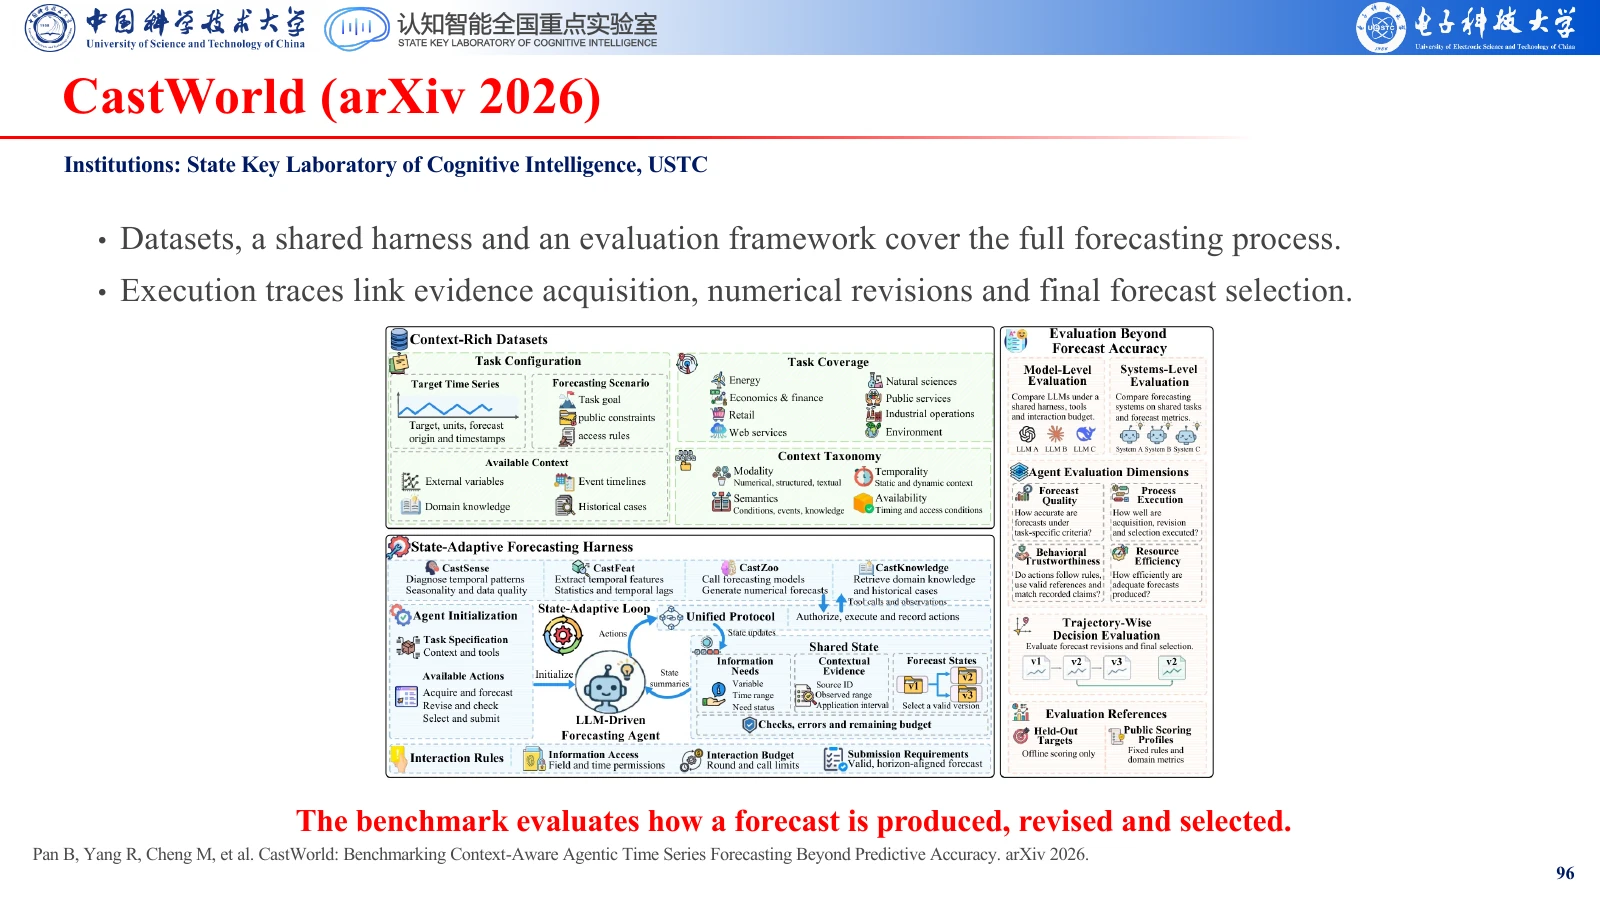 中国科学技术大学
University of Science and Technology of China
认知智能全国重点实验室
STATE KEY LABORATORY OF COGNITIVE INTELLIGENCE
电子科技大学
University of Electronic Science and Technology of China
CastWorld (arXiv 2026)
Institutions: State Key Laboratory of Cognitive Intelligence, USTC
• Datasets, a shared harness and an evaluation framework cover the full forecasting process.
• Execution traces link evidence acquisition, numerical revisions and final forecast selection.
Context-Rich Datasets
Task Configuration
Target Time Series
Target, units, forecast
origin and timestamps
Forecasting Scenario
Task goal
public constraints
access rules
Available Context
External variables
Event timelines
Domain knowledge
Historical cases
Task Coverage
Energy
Natural sciences
Economics & finance
Public services
Retail
Industrial operations
Web services
Environment
Context Taxonomy
Modality
Numerical, structured, textual
Temporality
Static and dynamic context
Semantics
Conditions, events, knowledge
Availability
Timing and access conditions
State-Adaptive Forecasting Harness
CastSense
Diagnose temporal patterns
Seasonality and data quality
CastFeat
Extract temporal features
Statistics and temporal lags
CastZoo
Call forecasting models
Generate numerical forecasts
CastKnowledge
Retrieve domain knowledge
and historical cases
Tool calls and observations
Agent Initialization
Task Specification
Context and tools
Available Actions
Acquire and forecast
Revise and check
Select and submit
State-Adaptive Loop
Actions
Initialize
LLM-Driven
Forecasting Agent
State
summaries
Unified Protocol
Authorize, execute and record actions
State updates
Shared State
Information
Needs
Variable
Time range
Need status
Contextual
Evidence
Source ID
Observed range
Application interval
Forecast States
v1
v2
v3
Select a valid version
Checks, errors and remaining budget
Interaction Rules
Information Access
Field and time permissions
Interaction Budget
Round and call limits
Submission Requirements
Valid, horizon-aligned forecast
Evaluation Beyond
Forecast Accuracy
Model-Level
Evaluation
Compare LLMs under a
shared harness, tools
and interaction budget.
LLM A LLM B LLM C
Systems-Level
Evaluation
Compare forecasting
systems on shared tasks
and forecast metrics.
System A System B System C
Agent Evaluation Dimensions
Forecast
Quality
How accurate are
forecasts under
task-specific criteria?
Process
Execution
How well are
acquisition, revision
and selection executed?
Behavioral
Trustworthiness
Do actions follow rules,
use valid references and
match recorded claims?
Resource
Efficiency
How efficiently are
adequate forecasts
produced?
Trajectory-Wise
Decision Evaluation
Evaluate forecast revisions and final selection.
v1 v2 v3 v2
Evaluation References
Held-Out
Targets
Offline scoring only
Public Scoring
Profiles
Fixed rules and
domain metrics
The benchmark evaluates how a forecast is produced, revised and selected.
Pan B, Yang R, Cheng M, et al. CastWorld: Benchmarking Context-Aware Agentic Time Series Forecasting Beyond Predictive Accuracy. arXiv 2026.
96